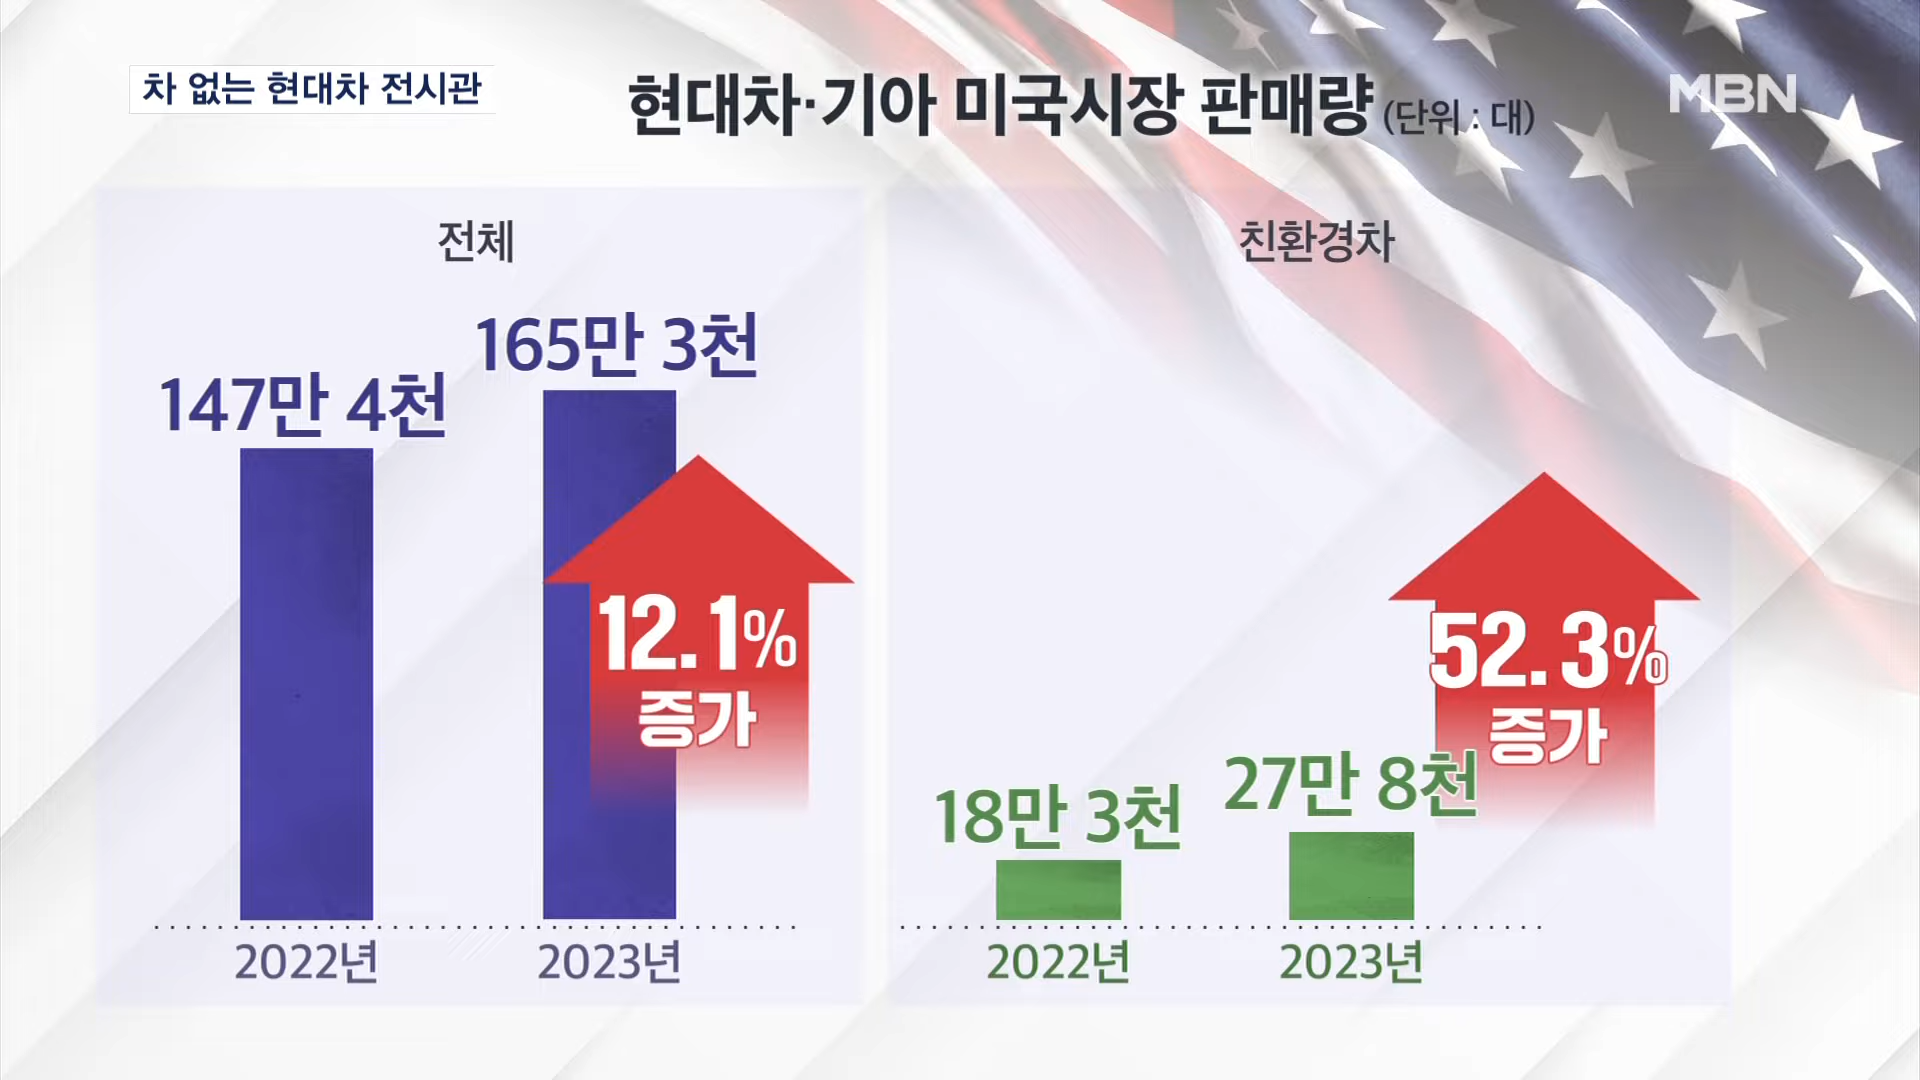 차 없는 현대차 전시관
현대차·기아 미국시장 판매량 (단위 : 대)
MBN
전체
147만 4천
165만 3천
12.1%
증가
2022년
2023년
친환경차
18만 3천
27만 8천
52.3%
증가
2022년
2023년